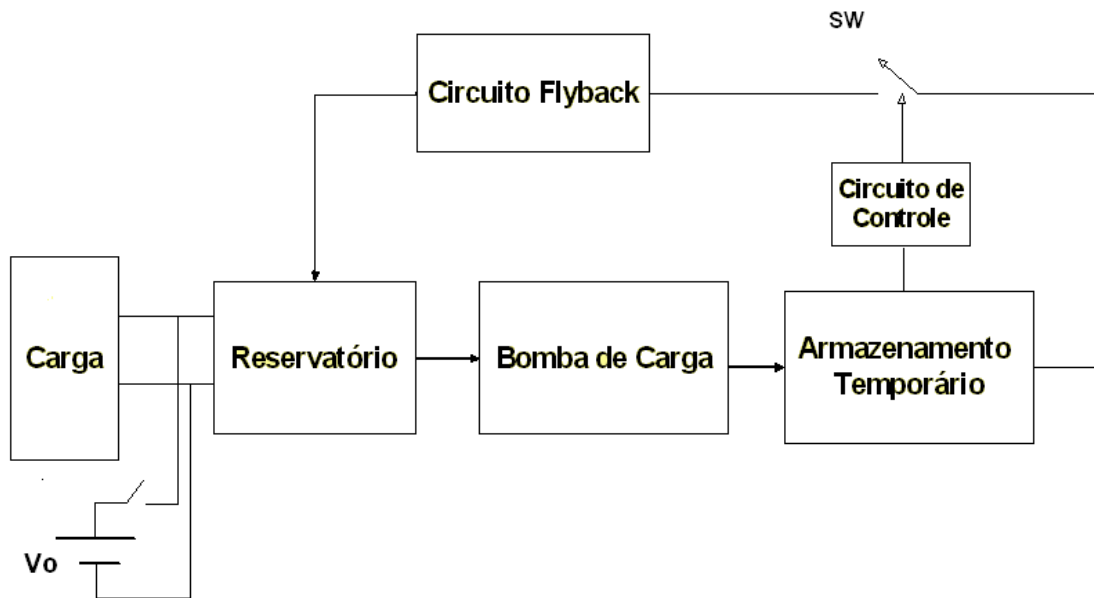 SW
Circuito Flyback
Circuito de
Controle
Carga
Reservatório
Bomba de Carga
Armazenamento
Temporário
Vo